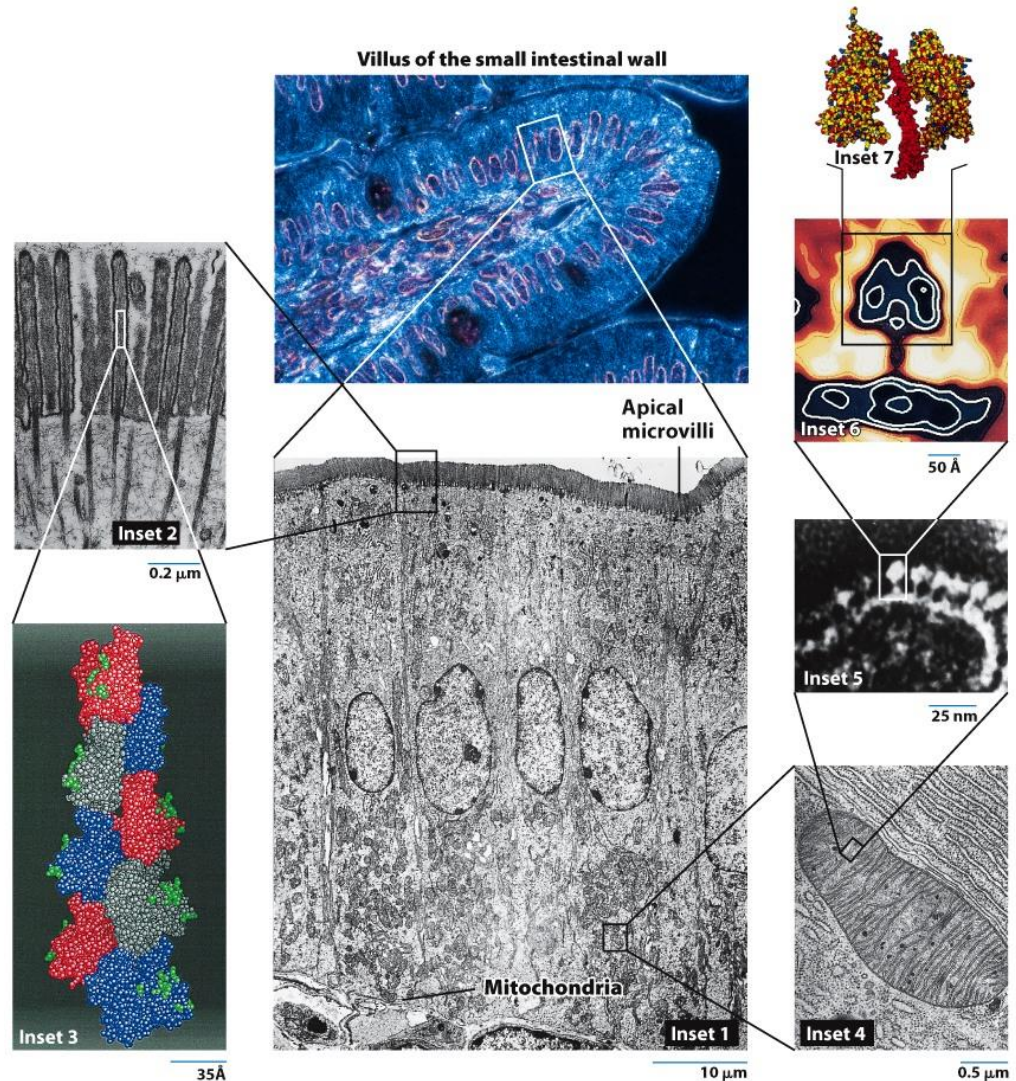 Villus of the small intestinal wall
Inset 7
Apical
microvilli
Inset 6
50 Å
Inset 2
0.2 μm
Inset 5
25 nm
Mitochondria
Inset 3
Inset 1
Inset 4
35Å
10 μm
0.5 μm